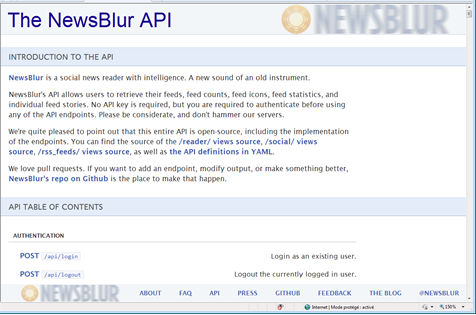 The NewsBlur API
NEWSBLUR
INTRODUCTION TO THE API
NewsBlur is a social news reader with intelligence. A new sound of an old instrument.
NewsBlur's API allows users to retrieve their feeds, feed counts, feed icons, feed statistics, and
individual feed stories. No API key is required, but you are required to authenticate before using
any of the API endpoints. Please be considerate, and don't hammer our servers.
We're quite pleased to point out that this entire API is open-source, including the implementation
of the endpoints. You can find the source of the /reader/ views source, /social/ views
source, /rss_feeds/ views source, as well as the API definitions in YAML.
We love pull requests. If you want to add an endpoint, modify output, or make something better,
NewsBlur's repo on Github is the place to make that happen.
API TABLE OF CONTENTS
AUTHENTICATION
POST /api/login Login as an existing user.
POST /api/logout Logout the currently logged in user.
NEWSBLUR ABOUT FAQ API PRESS GITHUB FEEDBACK THE BLOG @NEWSBLUR
Internet | Mode protégé : activé 150%